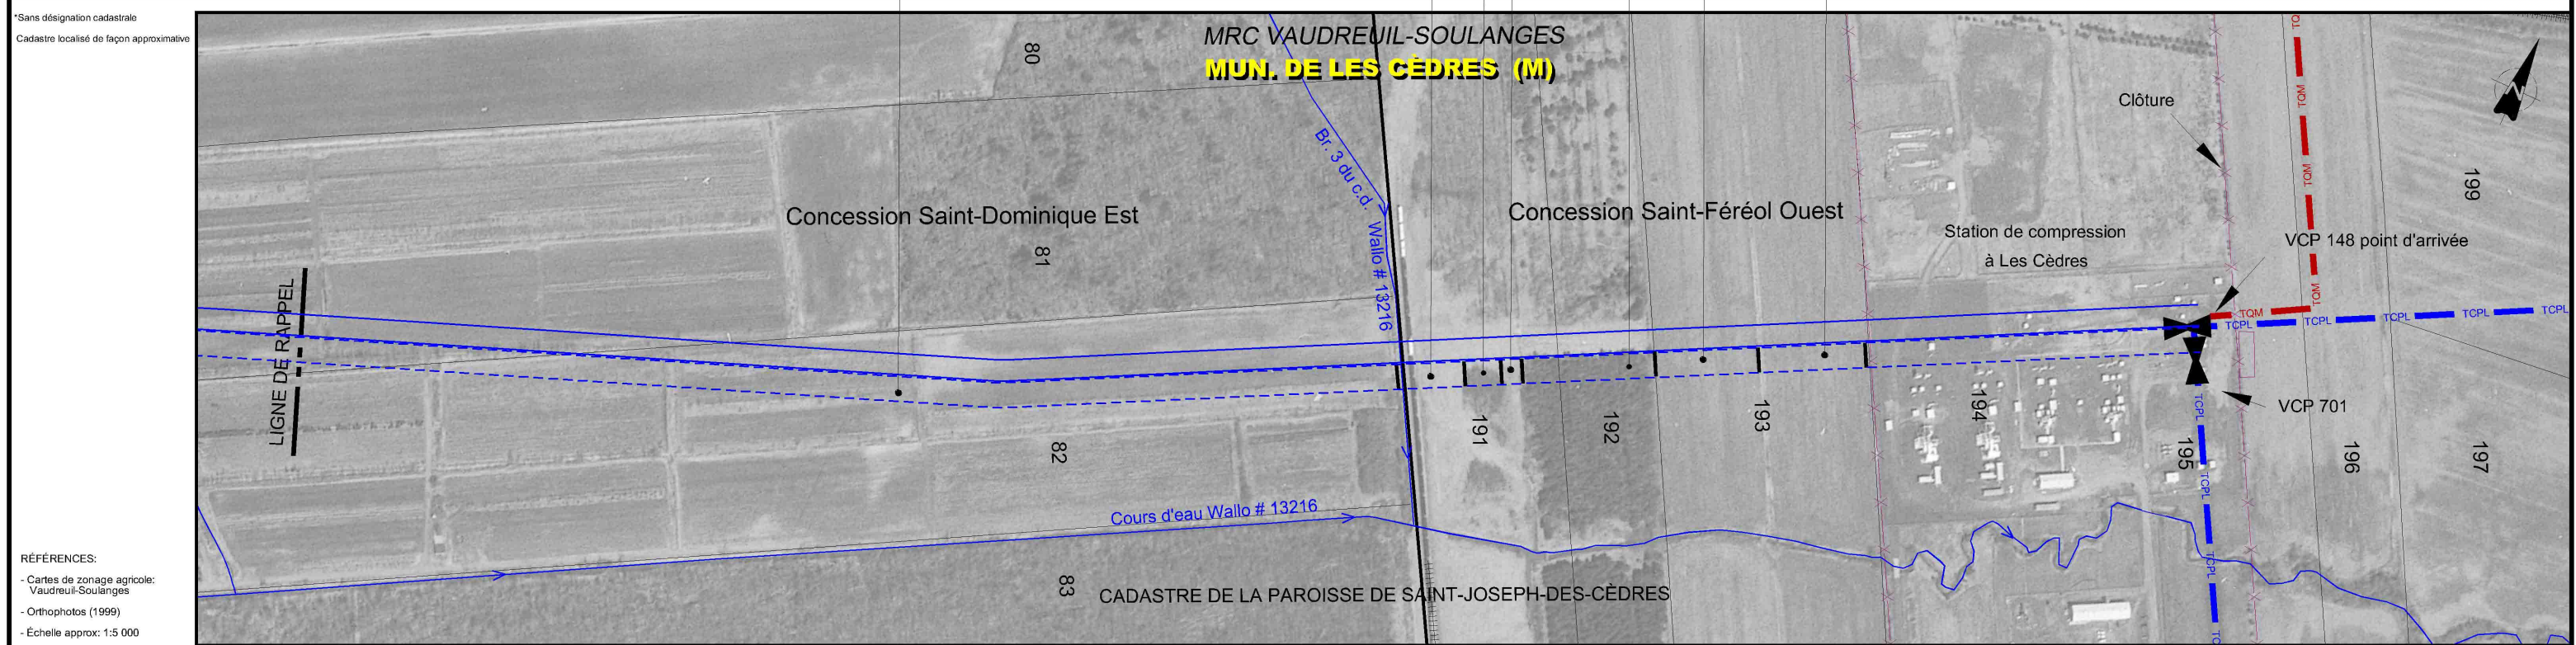 *Sans désignation cadastrale
Cadastre localisé de façon approximative
MRC VAUDREUIL-SOULANGES
MUN. DE LES CÈDRES (M)
80
Br. 3 du c.d. Wallo # 13216
Clôture
TQM
TQM
TQM
TQM
N
199
Concession Saint-Dominique Est
Concession Saint-Féréol Ouest
81
Station de compression
à Les Cèdres
VCP 148 point d'arrivée
LIGNE DE RAPPEL
TQM
TQM
TCPL
TCPL
TCPL
TCPL
TCPL
VCP 701
TCPL
TCPL
TCPL
TC
82
191
192
193
194
195
196
197
Cours d'eau Wallo # 13216
83
CADASTRE DE LA PAROISSE DE SAINT-JOSEPH-DES-CÈDRES
RÉFÉRENCES:
- Cartes de zonage agricole:
Vaudreuil-Soulanges
- Orthophotos (1999)
- Échelle approx: 1:5 000